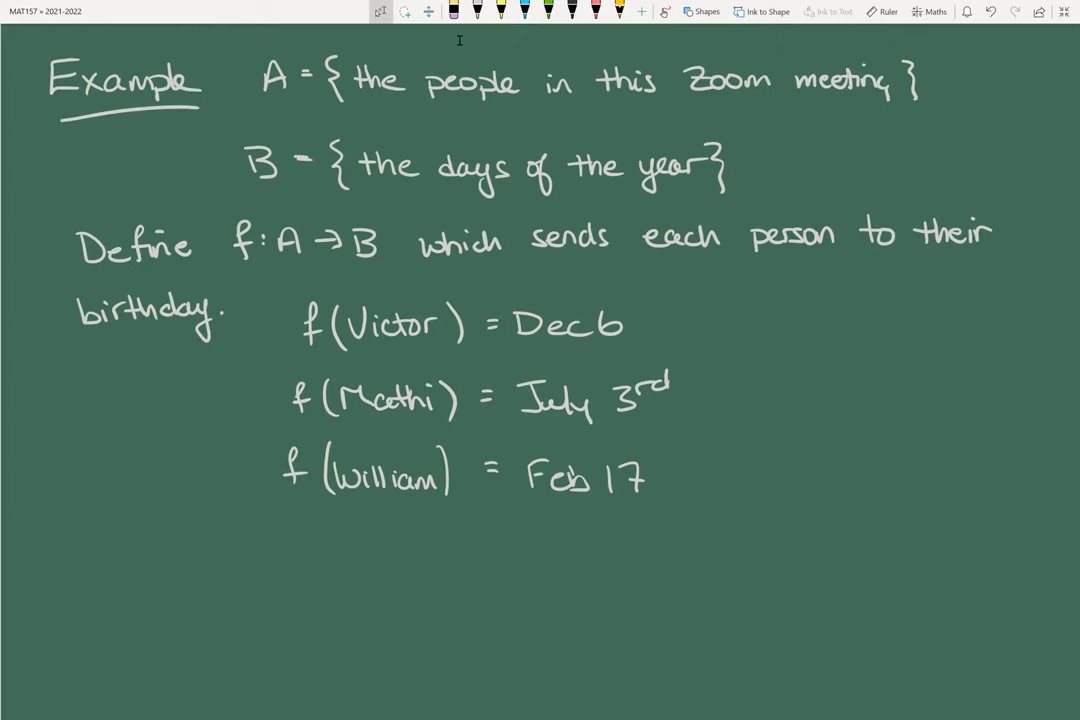 MAT157 » 2021-2022
Shapes Ink to Shape Ink to Text Ruler Maths
Example A = { the people in this Zoom meeting }
B = { the days of the year }
Define f: A → B which sends each person to their
birthday. f(Victor) = Dec 6
f(Mathi) = July 3rd
f(William) = Feb 17